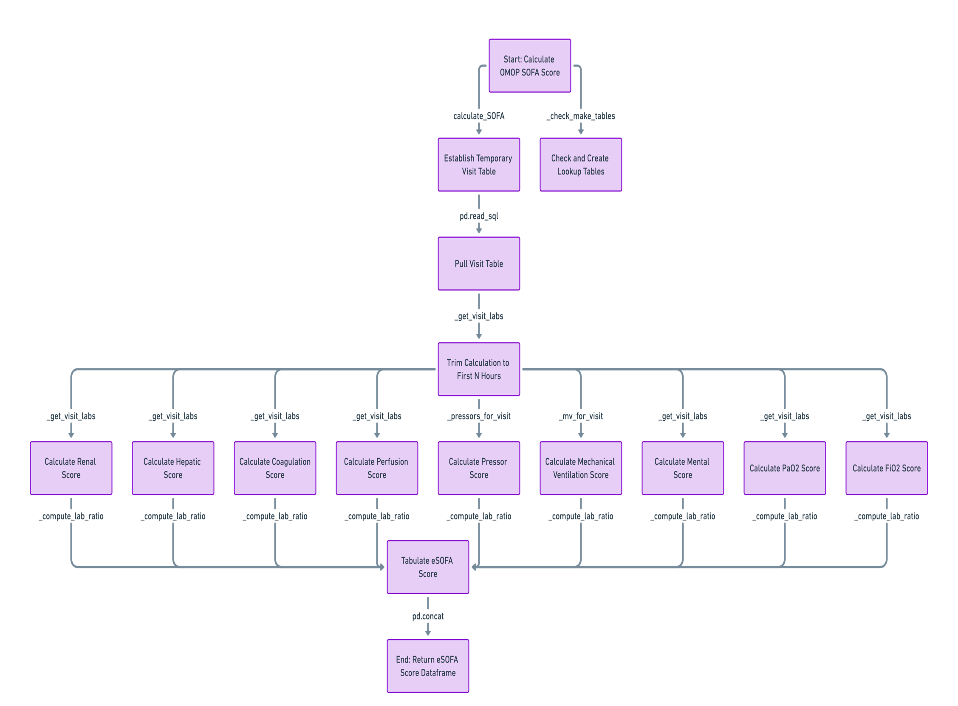 Start: Calculate
OMOP SOFA Score
calculate_SOFA
_check_make_tables
Establish Temporary
Visit Table
Check and Create
Lookup Tables
pd.read_sql
Pull Visit Table
_get_visit_labs
Trim Calculation to
First N Hours
_get_visit_labs
_get_visit_labs
_get_visit_labs
_get_visit_labs
_pressors_for_visit
_mv_for_visit
_get_visit_labs
_get_visit_labs
_get_visit_labs
Calculate Renal
Score
Calculate Hepatic
Score
Calculate Coagulation
Score
Calculate Perfusion
Score
Calculate Pressor
Score
Calculate Mechanical
Ventilation Score
Calculate Mental
Score
Calculate PaO2 Score
Calculate FiO2 Score
_compute_lab_ratio
_compute_lab_ratio
_compute_lab_ratio
_compute_lab_ratio
_compute_lab_ratio
_compute_lab_ratio
_compute_lab_ratio
_compute_lab_ratio
_compute_lab_ratio
Tabulate eSOFA
Score
pd.concat
End: Return eSOFA
Score Dataframe